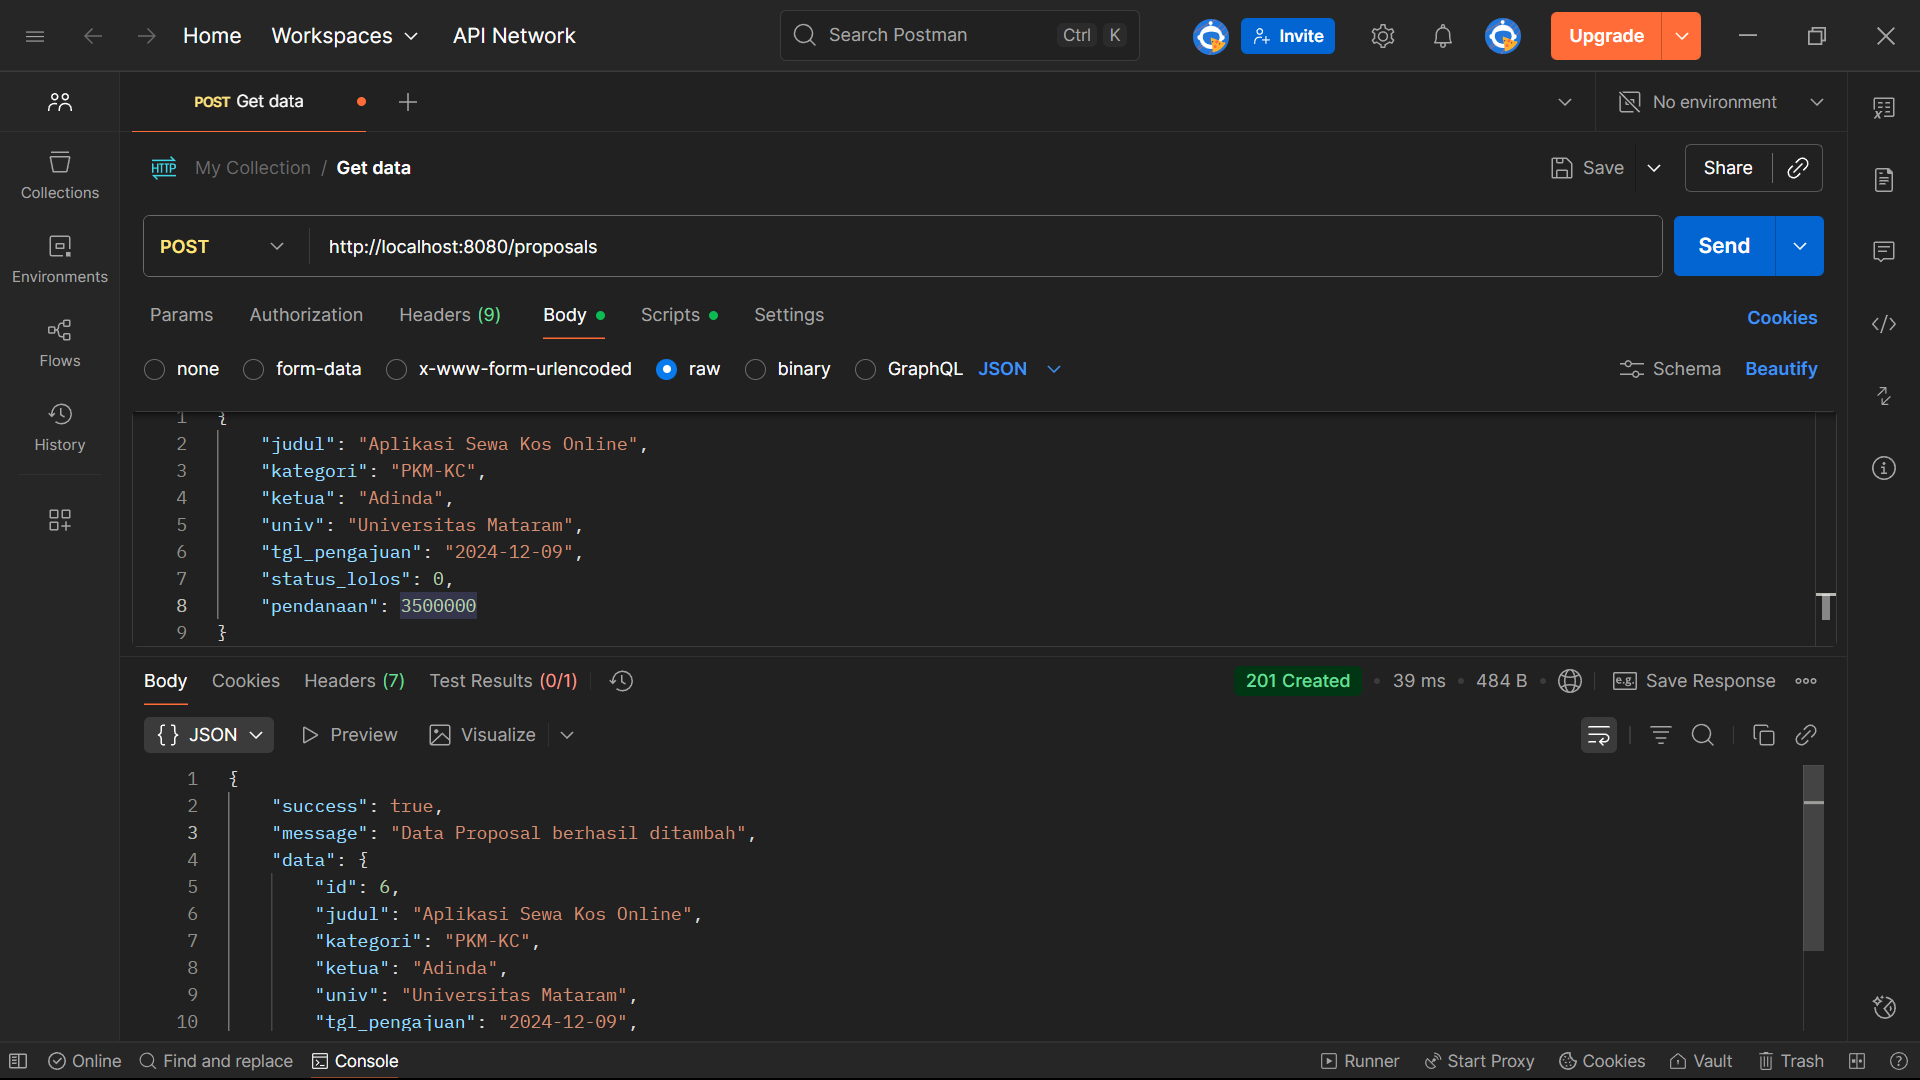 Home Workspaces API Network Search Postman Ctrl K Invite Upgrade
POST Get data No environment
HTTP My Collection / Get data Save Share
Collections
POST http://localhost:8080/proposals Send
Environments
Params Authorization Headers (9) Body Scripts Settings Cookies
Flows
none form-data x-www-form-urlencoded raw binary GraphQL JSON Schema Beautify
History
1 {
2 "judul": "Aplikasi Sewa Kos Online",
3 "kategori": "PKM-KC",
4 "ketua": "Adinda",
5 "univ": "Universitas Mataram",
6 "tgl_pengajuan": "2024-12-09",
7 "status_lolos": 0,
8 "pendanaan": 3500000
9 }
Body Cookies Headers (7) Test Results (0/1) 201 Created • 39 ms • 484 B • e.g. Save Response
{} JSON Preview Visualize
1 {
2 "success": true,
3 "message": "Data Proposal berhasil ditambah",
4 "data": {
5 "id": 6,
6 "judul": "Aplikasi Sewa Kos Online",
7 "kategori": "PKM-KC",
8 "ketua": "Adinda",
9 "univ": "Universitas Mataram",
10 "tgl_pengajuan": "2024-12-09",
Online Find and replace Console Runner Start Proxy Cookies Vault Trash